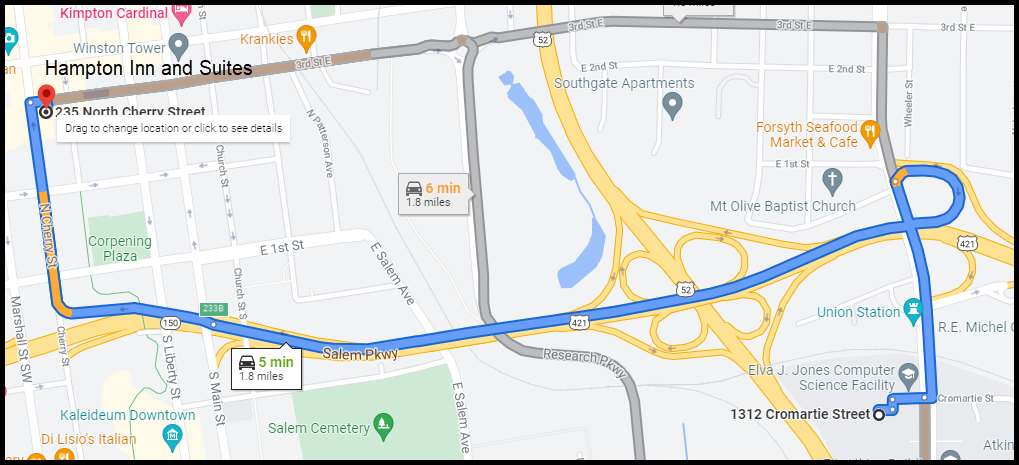 Kimpton Cardinal
Winston Tower
Krankies
3rd St E
52
3rd St E
3rd St E
3rd St E
Hampton Inn and Suites
3rd St E
E 2nd St
E 2nd St
Southgate Apartments
235 North Cherry Street
Drag to change location or click to see details
N Patterson Ave
Wheeler St
Forsyth Seafood
Market & Cafe
Church St
E 1st St
6 min
1.8 miles
Mt Olive Baptist Church
N Cherry St
Corpening
Plaza
E 1st St
E Salem Ave
421
52
Church St S
233B
Marshall St SW
150
421
Union Station
R.E. Michel
Cherry St
S Liberty St
S Main St
5 min
1.8 miles
Salem Pkwy
Research Pkwy
Elva J. Jones Computer
Science Facility
E Salem Ave
Cromartie St
Kaleideum Downtown
1312 Cromartie Street
Salem Cemetery
Di Lisio's Italian
Atkin